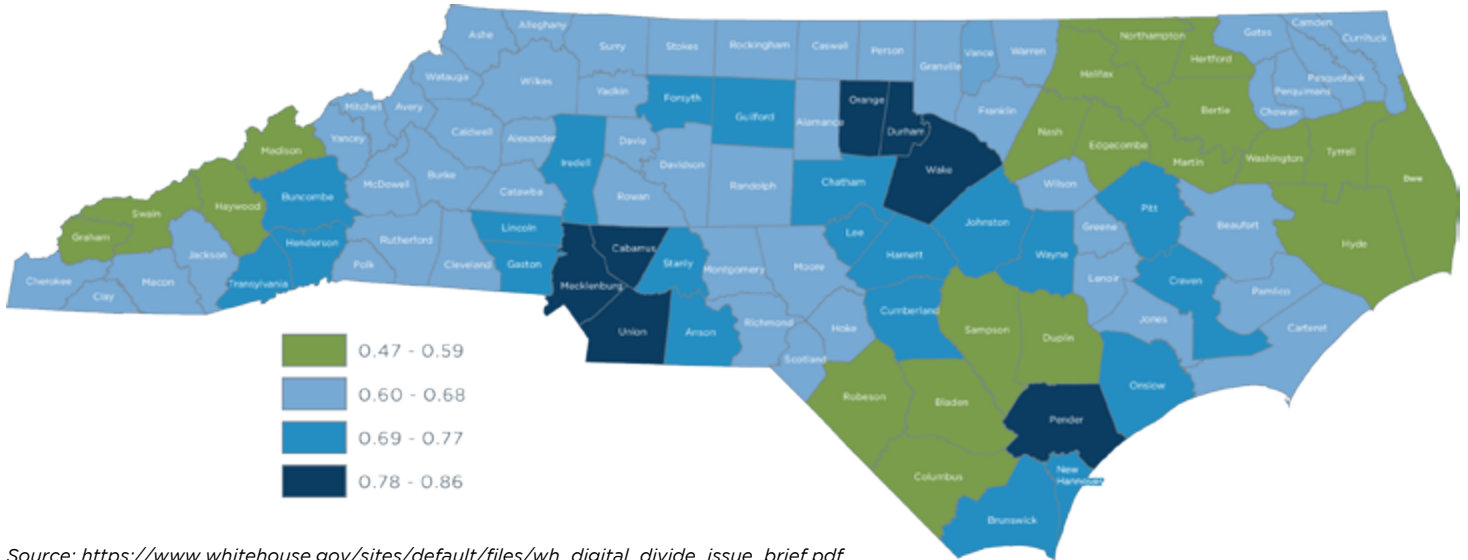 Ashe
Alleghany
Surry
Stokes
Rockingham
Caswell
Person
Granville
Vance
Warren
Northampton
Gates
Camden
Currituck
Hertford
Halifax
Watauga
Wilkes
Yadkin
Forsyth
Guilford
Alamance
Orange
Durham
Franklin
Nash
Bertie
Pasquotank
Perquimans
Chowan
Mitchell
Avery
Yancey
Caldwell
Alexander
Iredell
Davie
Davidson
Randolph
Chatham
Wake
Edgecombe
Martin
Washington
Tyrrell
Dare
Madison
Buncombe
McDowell
Burke
Catawba
Rowan
Wilson
Pitt
Beaufort
Hyde
Swain
Haywood
Graham
Jackson
Henderson
Rutherford
Polk
Cleveland
Lincoln
Gaston
Cabarrus
Mecklenburg
Stanly
Montgomery
Moore
Lee
Harnett
Johnston
Wayne
Greene
Lenoir
Craven
Pamlico
Cherokee
Clay
Macon
Transylvania
Union
Anson
Richmond
Hoke
Scotland
Cumberland
Sampson
Duplin
Jones
Carteret
Onslow
Robeson
Bladen
Pender
Columbus
New
Hannover
Brunswick
0.47 - 0.59
0.60 - 0.68
0.69 - 0.77
0.78 - 0.86
Source: https://www.whitehouse.gov/sites/default/files/wh_digital_divide_issue_brief.pdf